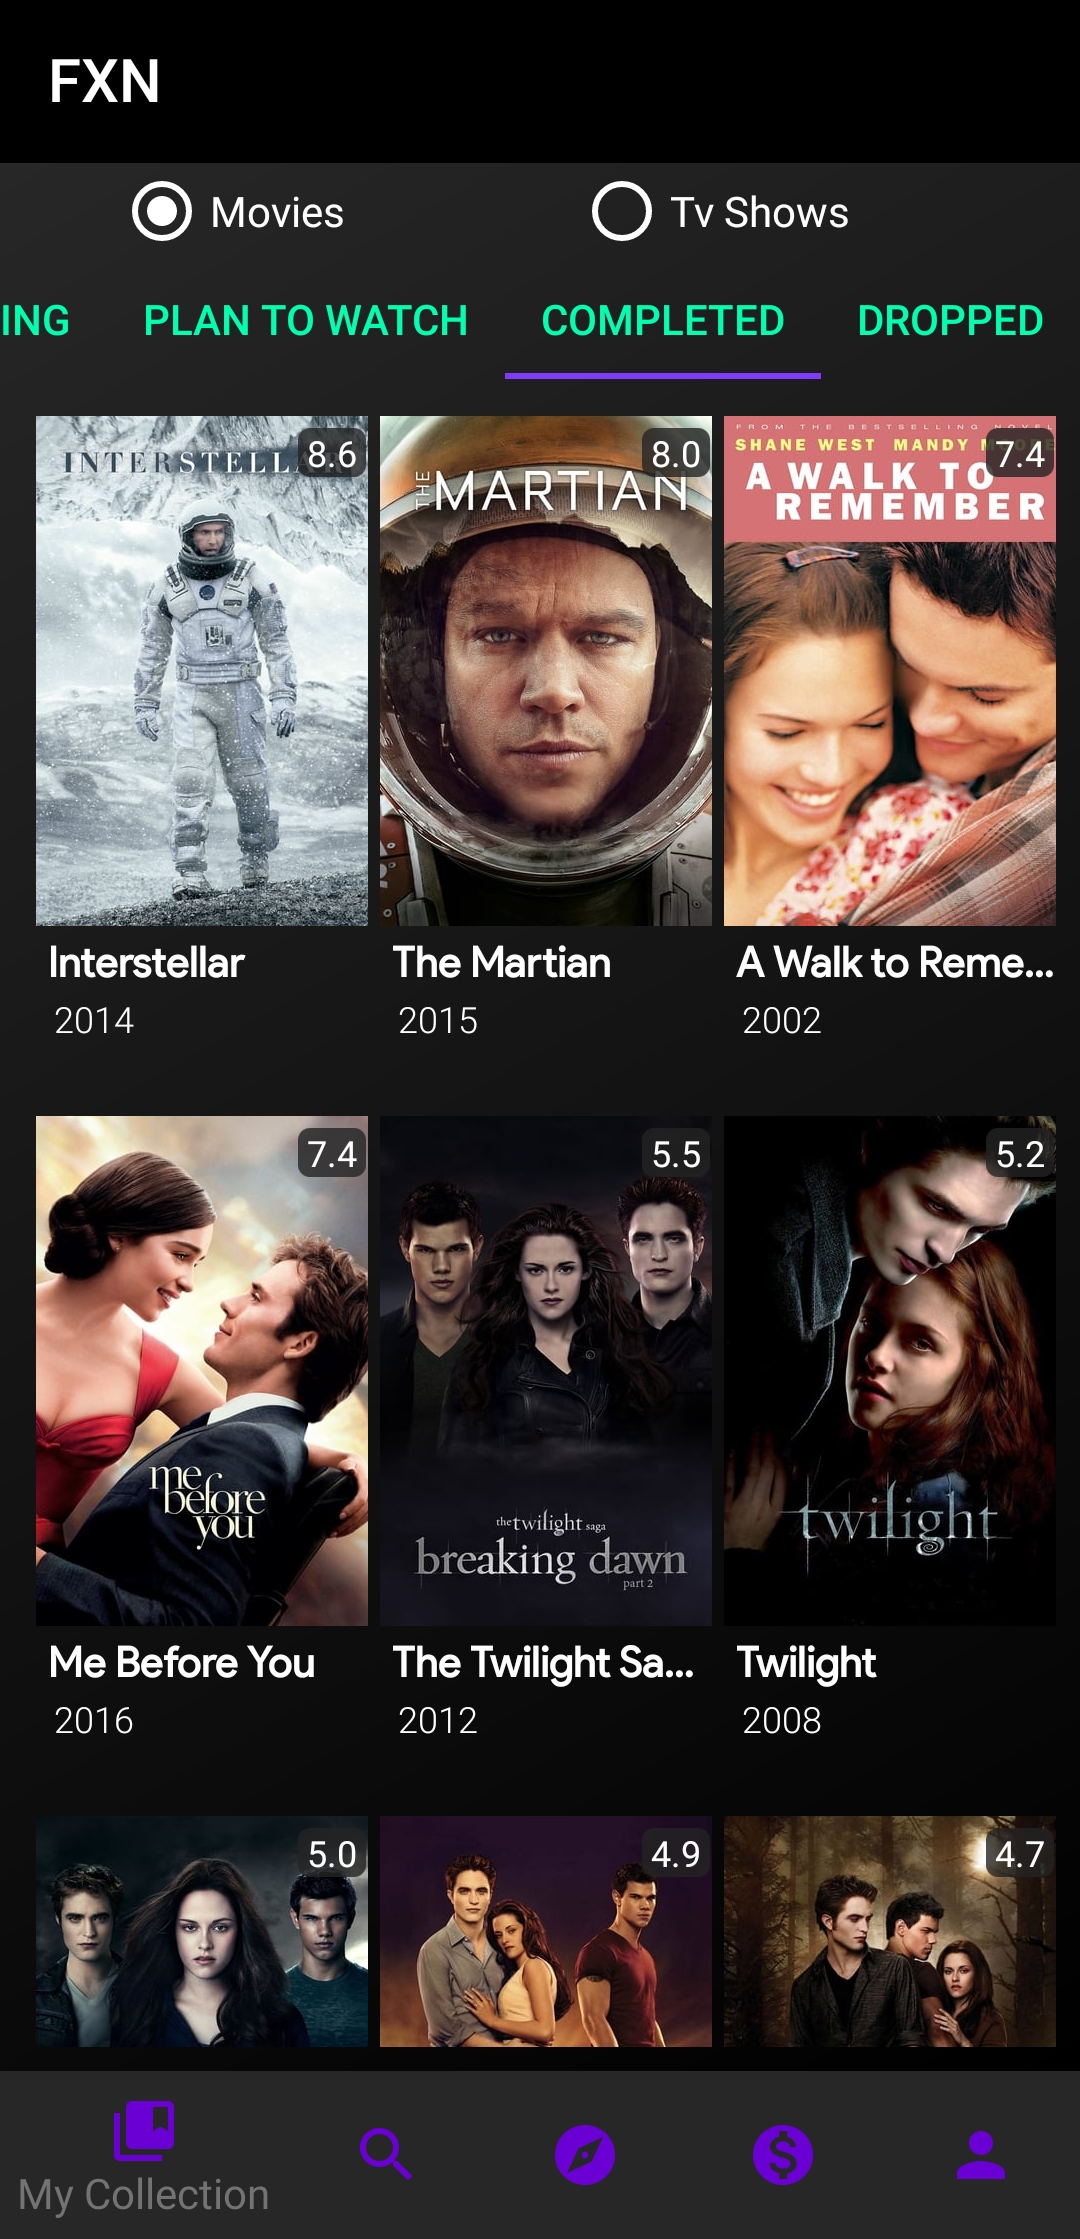 FXN
Movies
Tv Shows
ING
PLAN TO WATCH
COMPLETED
DROPPED
INTERSTELLA
8.6
THE MARTIAN
8.0
FROM THE BESTSELLING NOVEL
SHANE WEST MANDY
7.4
A WALK TO
REMEMBER
Interstellar
The Martian
A Walk to Reme...
2014
2015
2002
7.4
me
before
you
5.5
the twilight saga
breaking dawn
part 2
5.2
twilight
Me Before You
The Twilight Sa...
Twilight
2016
2012
2008
5.0
4.9
4.7
My Collection